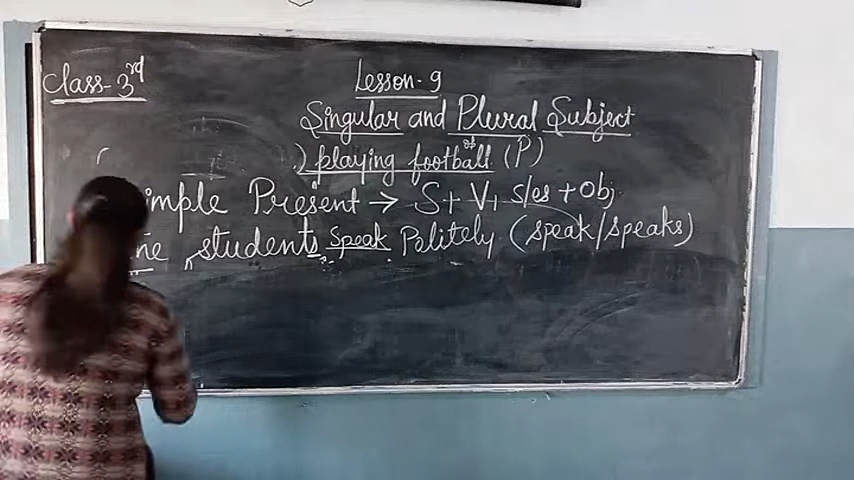 Class-3rd
Lesson-9
Singular and Plural Subject
) playing football (P)
imple Present → S + V1 s/es + Obj
students speak Politely (speak/speaks)